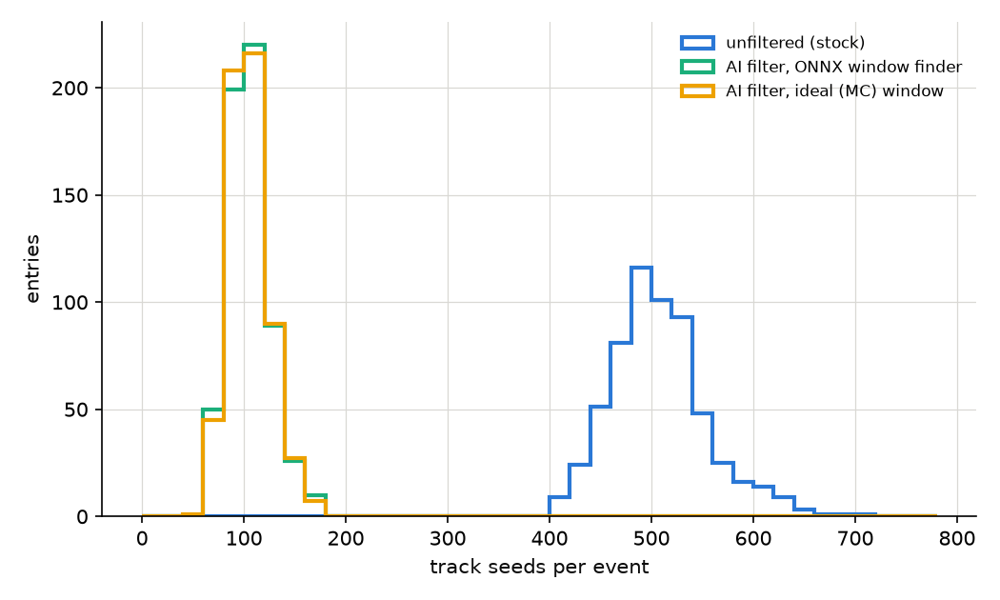 unfiltered (stock)
AI filter, ONNX window finder
AI filter, ideal (MC) window
entries
200
150
100
50
0
0 100 200 300 400 500 600 700 800
track seeds per event